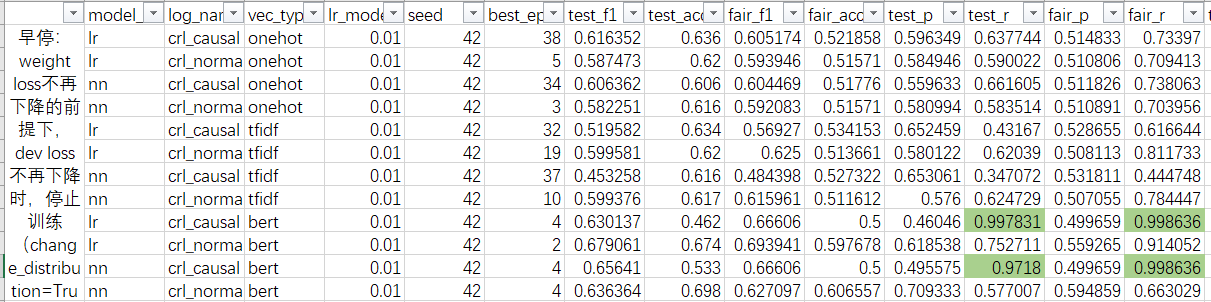 model_ log_nar vec_typ lr_mode seed best_ep test_f1 test_acc fair_f1 fair_acc test_p test_r fair_p fair_r
早停： lr crl_causal onehot 0.01 42 38 0.616352 0.636 0.605174 0.521858 0.596349 0.637744 0.514833 0.73397
weight lr crl_norma onehot 0.01 42 5 0.587473 0.62 0.593946 0.51571 0.584946 0.590022 0.510806 0.709413
loss不再 nn crl_causal onehot 0.01 42 34 0.606362 0.606 0.604469 0.51776 0.559633 0.661605 0.511826 0.738063
下降的前 nn crl_norma onehot 0.01 42 3 0.582251 0.616 0.592083 0.51571 0.580994 0.583514 0.510891 0.703956
提下， lr crl_causal tfidf 0.01 42 32 0.519582 0.634 0.56927 0.534153 0.652459 0.43167 0.528655 0.616644
dev loss lr crl_norma tfidf 0.01 42 19 0.599581 0.62 0.625 0.513661 0.580122 0.62039 0.508113 0.811733
不再下降 nn crl_causal tfidf 0.01 42 37 0.453258 0.616 0.484398 0.527322 0.653061 0.347072 0.531811 0.444748
时，停止 nn crl_norma tfidf 0.01 42 10 0.599376 0.617 0.615961 0.511612 0.576 0.624729 0.507055 0.784447
训练 lr crl_causal bert 0.01 42 4 0.630137 0.462 0.66606 0.5 0.46046 0.997831 0.499659 0.998636
（chang lr crl_norma bert 0.01 42 2 0.679061 0.674 0.693941 0.597678 0.618538 0.752711 0.559265 0.914052
e_distribu nn crl_causal bert 0.01 42 4 0.65641 0.533 0.66606 0.5 0.495575 0.9718 0.499659 0.998636
tion=Tru nn crl_norma bert 0.01 42 4 0.636364 0.698 0.627097 0.606557 0.709333 0.577007 0.594859 0.663029